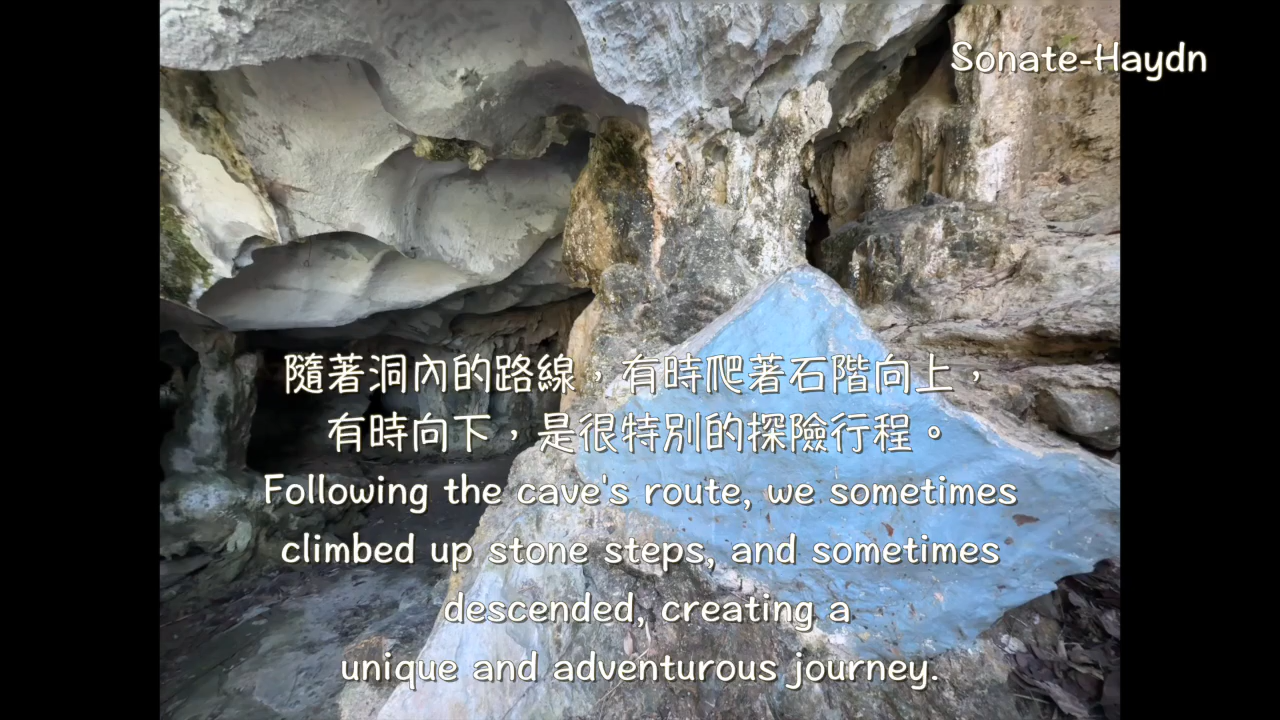 Sonate-Haydn
隨著洞內的路線，有時爬著石階向上，
有時向下，是很特別的探險行程。
Following the cave's route, we sometimes
climbed up stone steps, and sometimes
descended, creating a
unique and adventurous journey.